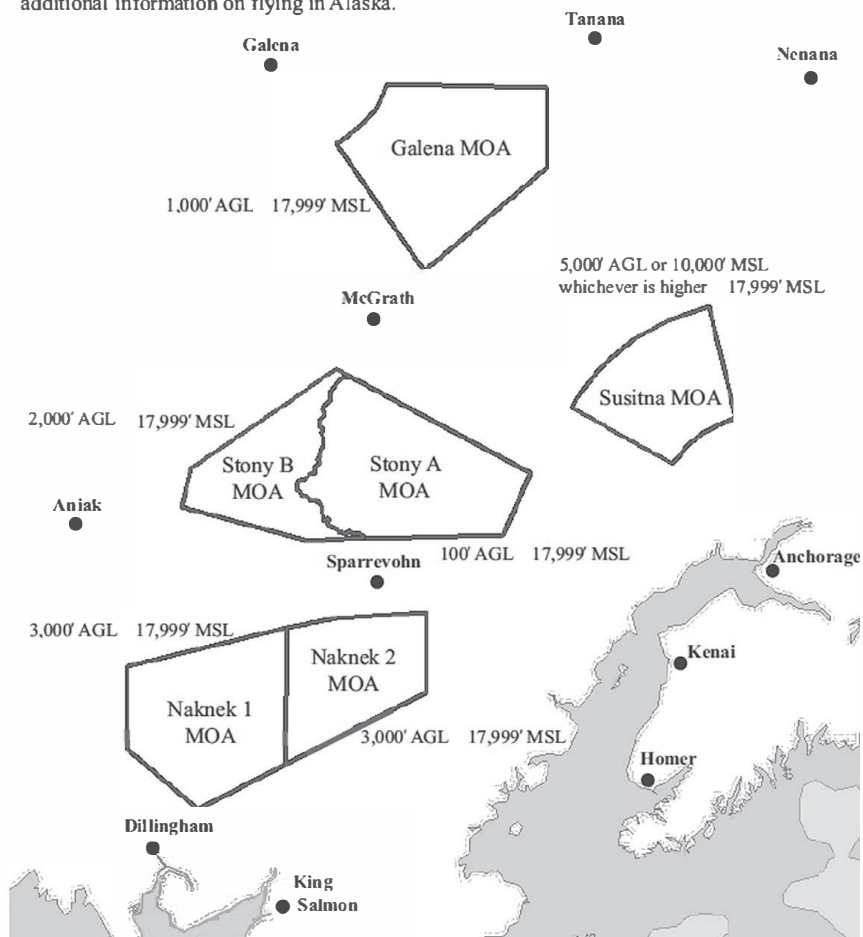 additional information on flying in Alaska.
Tanana
Galena
Nenana
Galena MOA
1,000' AGL 17,999' MSL
5,000' AGL or 10,000' MSL
whichever is higher 17,999' MSL
McGrath
Susitna MOA
2,000' AGL 17,999' MSL
Stony B
MOA
Stony A
MOA
Aniak
100' AGL 17,999' MSL
Sparrevohn
Anchorage
3,000' AGL 17,999' MSL
Naknek 2
MOA
Kenai
Naknek 1
MOA
3,000' AGL 17,999' MSL
Homer
Dillingham
King
Salmon